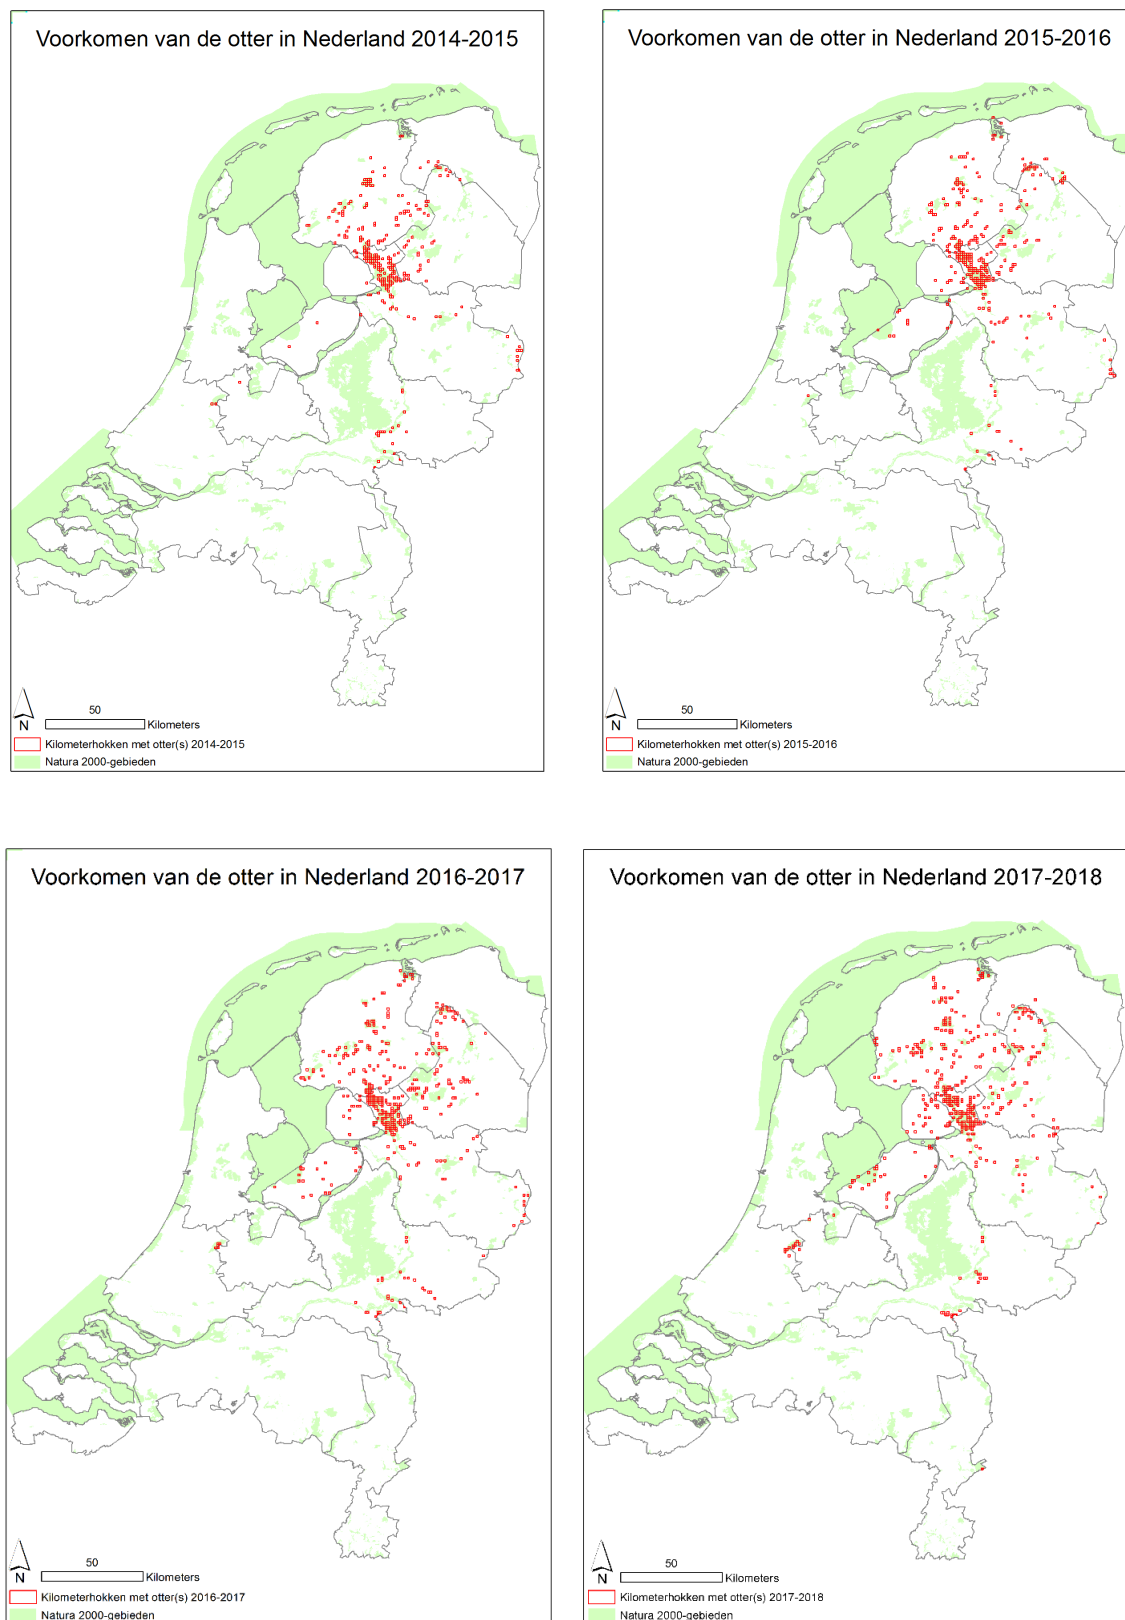 Voorkomen van de otter in Nederland 2014-2015
N
50
Kilometers
Kilometerhokken met otter(s) 2014-2015
Natura 2000-gebieden
Voorkomen van de otter in Nederland 2015-2016
N
50
Kilometers
Kilometerhokken met otter(s) 2015-2016
Natura 2000-gebieden
Voorkomen van de otter in Nederland 2016-2017
N
50
Kilometers
Kilometerhokken met otter(s) 2016-2017
Natura 2000-gebieden
Voorkomen van de otter in Nederland 2017-2018
N
50
Kilometers
Kilometerhokken met otter(s) 2017-2018
Natura 2000-gebieden